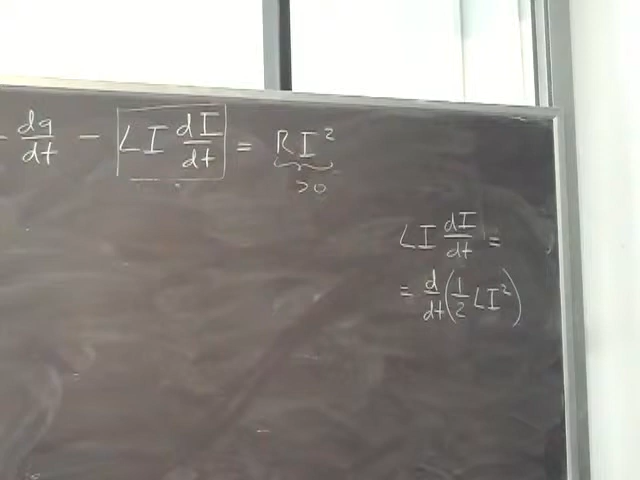 - dq/dt - LI dI/dt = RI²
>0
LI dI/dt =
= d/dt (1/2 LI²)